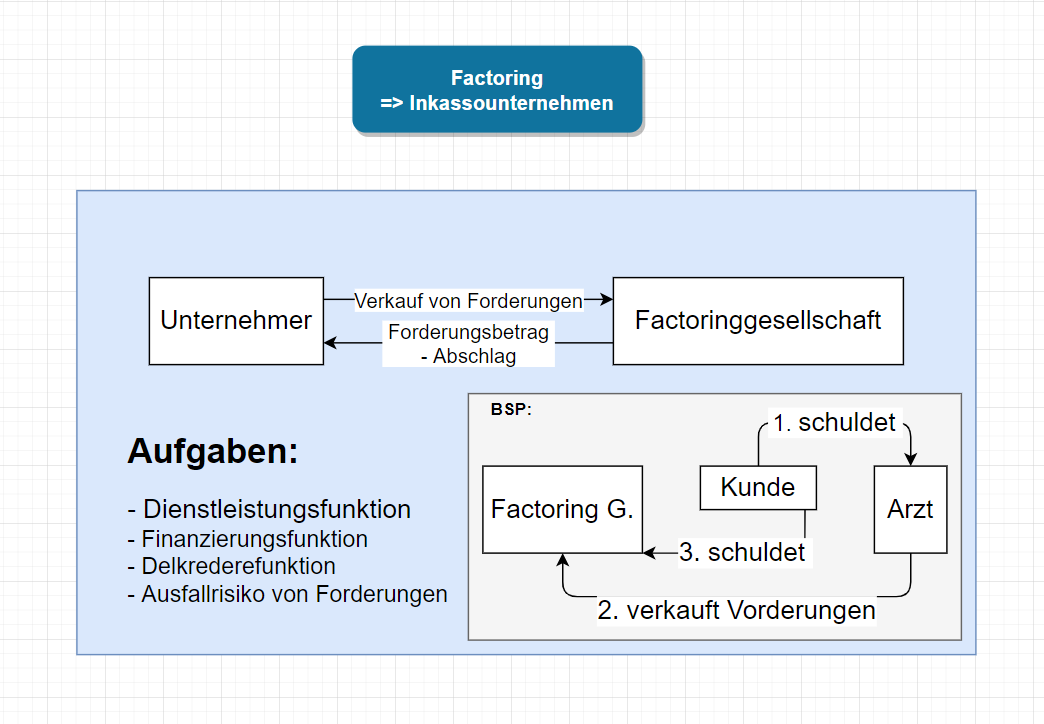 Factoring
=> Inkassounternehmen
Unternehmer
Verkauf von Forderungen
Forderungsbetrag
- Abschlag
Factoringgesellschaft
Aufgaben:
- Dienstleistungsfunktion
- Finanzierungsfunktion
- Delkrederefunktion
- Ausfallrisiko von Forderungen
BSP:
1. schuldet
Kunde
Factoring G.
Arzt
3. schuldet
2. verkauft Vorderungen